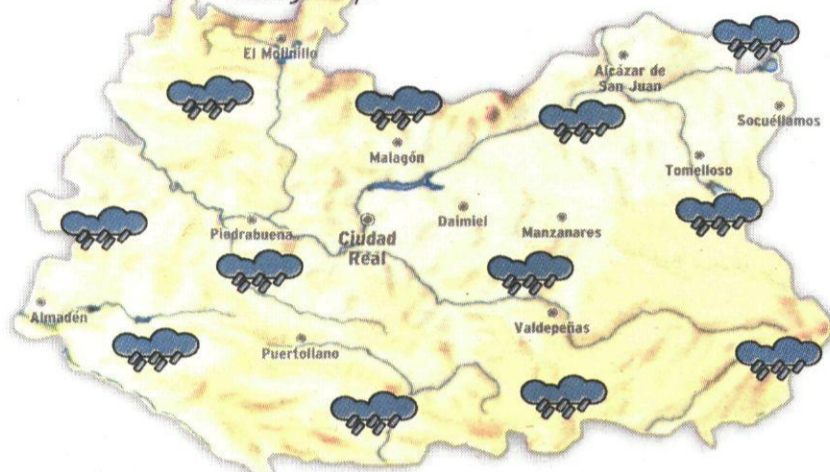 El Molinillo
Alcázar de
San Juan
Socuéllamos
Malagón
Tomelloso
Piedrabuena
Ciudad
Real
Daimiel
Manzanares
Almadén
Valdepeñas
Puertollano